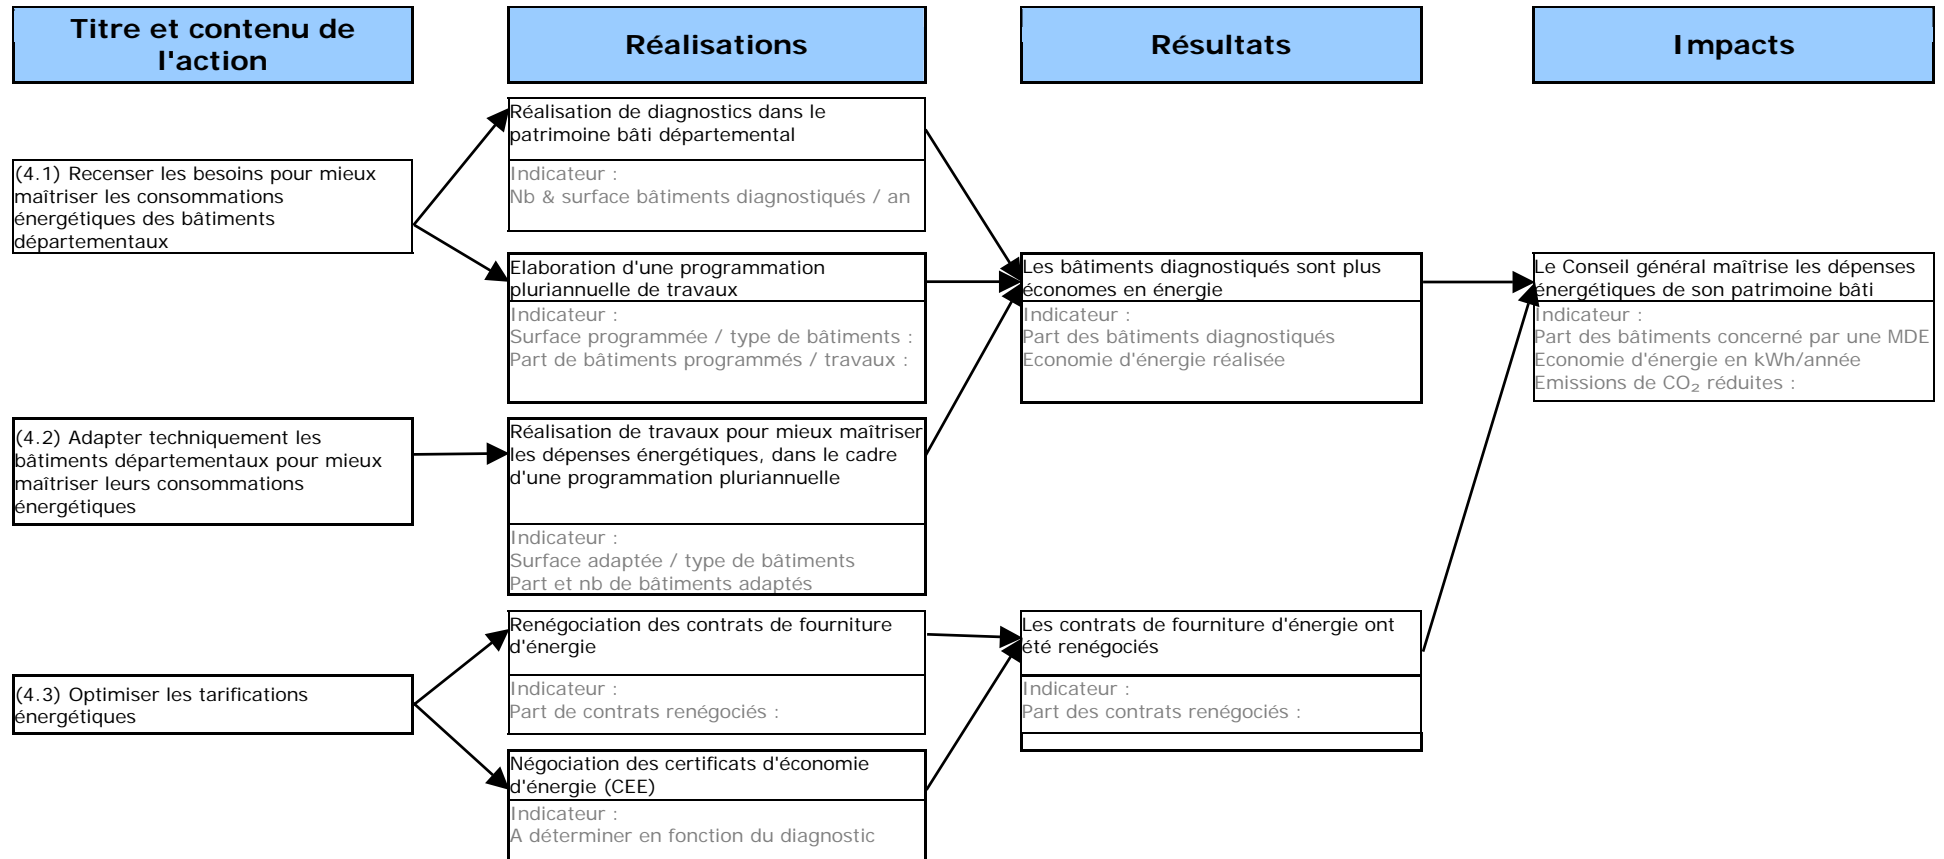 Titre et contenu de
l'action
Réalisations
Résultats
Impacts
(4.1) Recenser les besoins pour mieux
maîtriser les consommations
énergétiques des bâtiments
départementaux
Réalisation de diagnostics dans le
patrimoine bâti départemental
Indicateur :
Nb & surface bâtiments diagnostiqués / an
Elaboration d'une programmation
pluriannuelle de travaux
Indicateur :
Surface programmée / type de bâtiments :
Part de bâtiments programmés / travaux :
Les bâtiments diagnostiqués sont plus
économes en énergie
Indicateur :
Part des bâtiments diagnostiqués
Economie d'énergie réalisée
Le Conseil général maîtrise les dépenses
énergétiques de son patrimoine bâti
Indicateur :
Part des bâtiments concerné par une MDE
Economie d'énergie en kWh/année
Emissions de CO₂ réduites :
(4.2) Adapter techniquement les
bâtiments départementaux pour mieux
maîtriser leurs consommations
énergétiques
Réalisation de travaux pour mieux maîtriser
les dépenses énergétiques, dans le cadre
d'une programmation pluriannuelle
Indicateur :
Surface adaptée / type de bâtiments
Part et nb de bâtiments adaptés
(4.3) Optimiser les tarifications
énergétiques
Renégociation des contrats de fourniture
d'énergie
Indicateur :
Part de contrats renégociés :
Les contrats de fourniture d'énergie ont
été renégociés
Indicateur :
Part des contrats renégociés :
Négociation des certificats d'économie
d'énergie (CEE)
Indicateur :
A déterminer en fonction du diagnostic